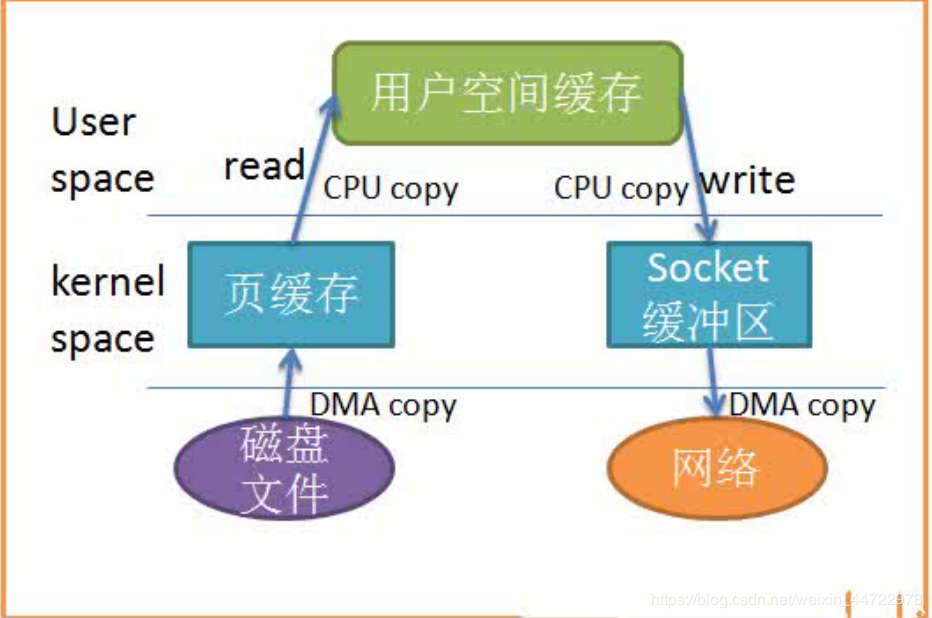 用户空间缓存
User
space
read
CPU copy
CPU copy
write
kernel
space
页缓存
Socket
缓冲区
DMA copy
DMA copy
磁盘
文件
网络
https://blog.csdn.net/weixin_44722978